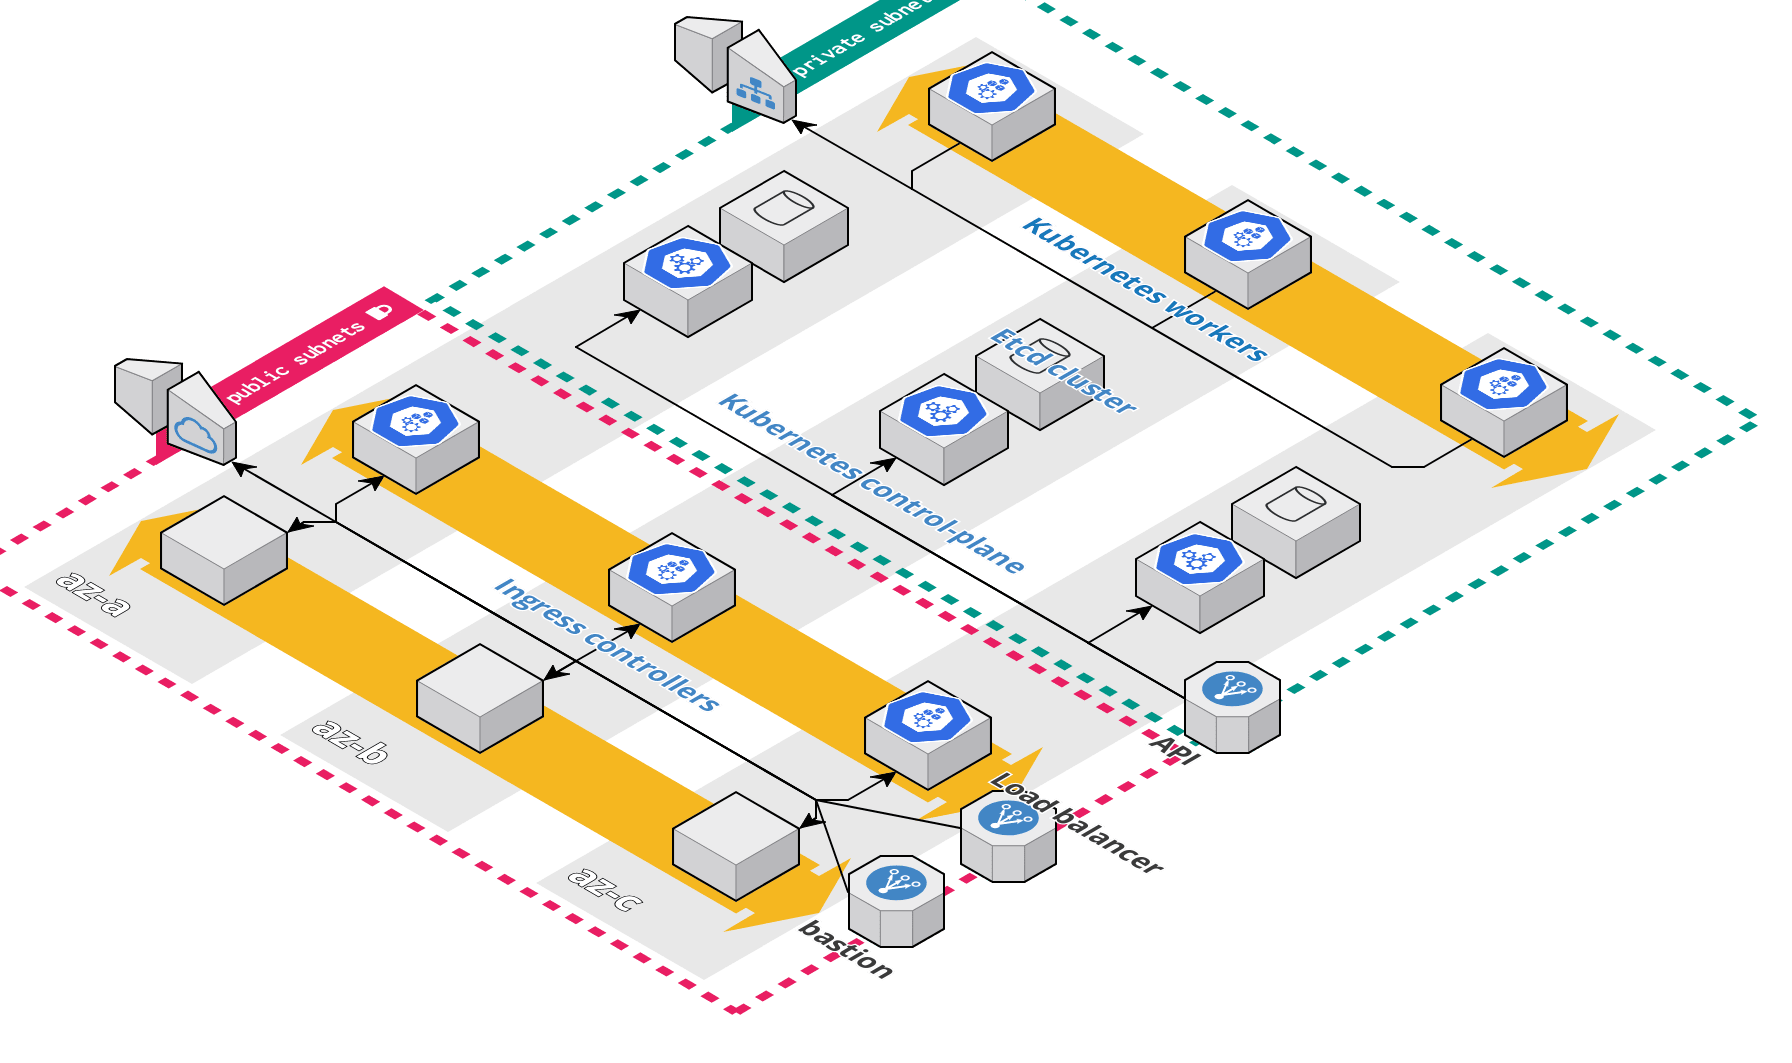 private subnet
Kubernetes workers
public subnets
Etcd cluster
Kubernetes control-plane
Ingress controllers
az-a
az-b
az-c
API
Load balancer
bastion